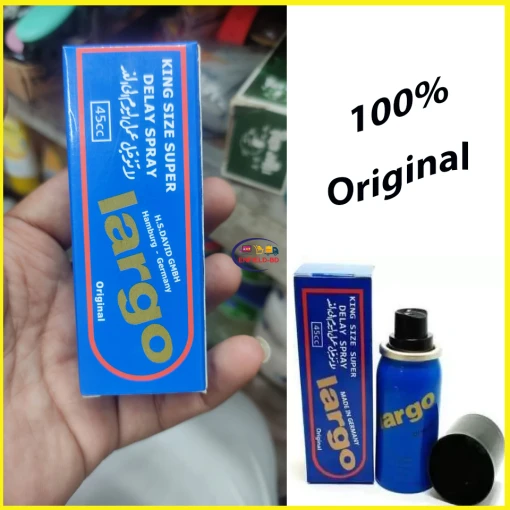 KING SIZE SUPER
DELAY SPRAY
45cc
largo
H.S.DAVID GMBH
Hamburg - Germany
Original
100%
Original
KING SIZE SUPER
DELAY SPRAY
45cc
largo
MADE IN GERMANY
Original
largo